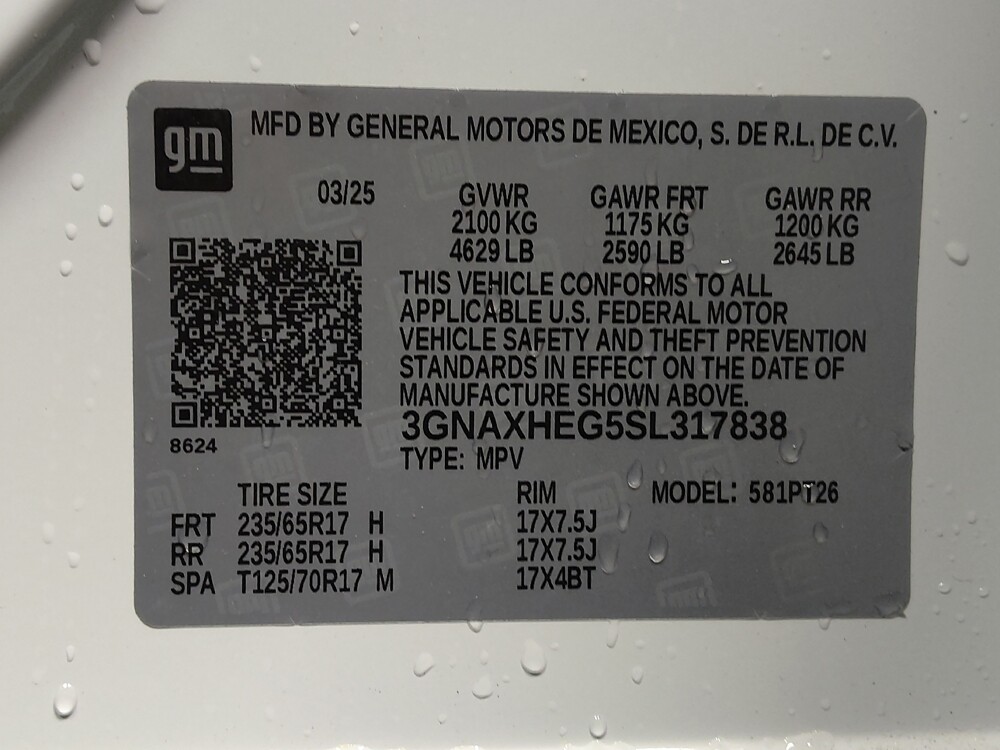 gm
MFD BY GENERAL MOTORS DE MEXICO, S. DE R.L. DE C.V.
03/25 GVWR GAWR FRT GAWR RR
2100 KG 1175 KG 1200 KG
4629 LB 2590 LB 2645 LB
THIS VEHICLE CONFORMS TO ALL
APPLICABLE U.S. FEDERAL MOTOR
VEHICLE SAFETY AND THEFT PREVENTION
STANDARDS IN EFFECT ON THE DATE OF
MANUFACTURE SHOWN ABOVE.
3GNAXHEG5SL317838
8624
TYPE: MPV
TIRE SIZE RIM MODEL: 581PT26
FRT 235/65R17 H 17X7.5J
RR 235/65R17 H 17X7.5J
SPA T125/70R17 M 17X4BT